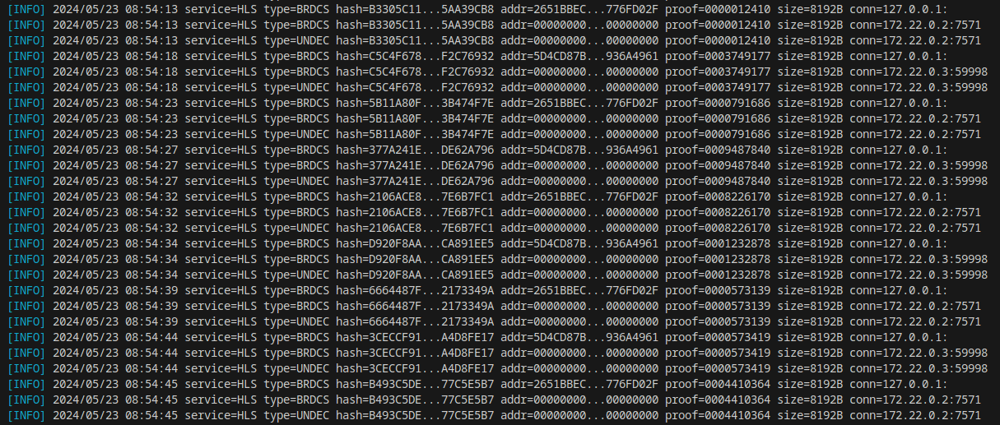 [INFO] 2024/05/23 08:54:13 service=HLS type=BRDCS hash=B3305C11...5AA39CB8 addr=2651BBEC...776FD02F proof=0000012410 size=8192B conn=127.0.0.1:
[INFO] 2024/05/23 08:54:13 service=HLS type=BRDCS hash=B3305C11...5AA39CB8 addr=00000000...00000000 proof=0000012410 size=8192B conn=172.22.0.2:7571
[INFO] 2024/05/23 08:54:13 service=HLS type=UNDEC hash=B3305C11...5AA39CB8 addr=00000000...00000000 proof=0000012410 size=8192B conn=172.22.0.2:7571
[INFO] 2024/05/23 08:54:18 service=HLS type=BRDCS hash=C5C4F678...F2C76932 addr=5D4CD87B...936A4961 proof=0003749177 size=8192B conn=127.0.0.1:
[INFO] 2024/05/23 08:54:18 service=HLS type=BRDCS hash=C5C4F678...F2C76932 addr=00000000...00000000 proof=0003749177 size=8192B conn=172.22.0.3:59998
[INFO] 2024/05/23 08:54:18 service=HLS type=UNDEC hash=C5C4F678...F2C76932 addr=00000000...00000000 proof=0003749177 size=8192B conn=172.22.0.3:59998
[INFO] 2024/05/23 08:54:23 service=HLS type=BRDCS hash=5B11A80F...3B474F7E addr=2651BBEC...776FD02F proof=0000791686 size=8192B conn=127.0.0.1:
[INFO] 2024/05/23 08:54:23 service=HLS type=BRDCS hash=5B11A80F...3B474F7E addr=00000000...00000000 proof=0000791686 size=8192B conn=172.22.0.2:7571
[INFO] 2024/05/23 08:54:23 service=HLS type=UNDEC hash=5B11A80F...3B474F7E addr=00000000...00000000 proof=0000791686 size=8192B conn=172.22.0.2:7571
[INFO] 2024/05/23 08:54:27 service=HLS type=BRDCS hash=377A241E...DE62A796 addr=5D4CD87B...936A4961 proof=0009487840 size=8192B conn=127.0.0.1:
[INFO] 2024/05/23 08:54:27 service=HLS type=BRDCS hash=377A241E...DE62A796 addr=00000000...00000000 proof=0009487840 size=8192B conn=172.22.0.3:59998
[INFO] 2024/05/23 08:54:27 service=HLS type=UNDEC hash=377A241E...DE62A796 addr=00000000...00000000 proof=0009487840 size=8192B conn=172.22.0.3:59998
[INFO] 2024/05/23 08:54:32 service=HLS type=BRDCS hash=2106ACE8...7E6B7FC1 addr=2651BBEC...776FD02F proof=0008226170 size=8192B conn=127.0.0.1:
[INFO] 2024/05/23 08:54:32 service=HLS type=BRDCS hash=2106ACE8...7E6B7FC1 addr=00000000...00000000 proof=0008226170 size=8192B conn=172.22.0.2:7571
[INFO] 2024/05/23 08:54:32 service=HLS type=UNDEC hash=2106ACE8...7E6B7FC1 addr=00000000...00000000 proof=0008226170 size=8192B conn=172.22.0.2:7571
[INFO] 2024/05/23 08:54:34 service=HLS type=BRDCS hash=D920F8AA...CA891EE5 addr=5D4CD87B...936A4961 proof=0001232878 size=8192B conn=127.0.0.1:
[INFO] 2024/05/23 08:54:34 service=HLS type=BRDCS hash=D920F8AA...CA891EE5 addr=00000000...00000000 proof=0001232878 size=8192B conn=172.22.0.3:59998
[INFO] 2024/05/23 08:54:34 service=HLS type=UNDEC hash=D920F8AA...CA891EE5 addr=00000000...00000000 proof=0001232878 size=8192B conn=172.22.0.3:59998
[INFO] 2024/05/23 08:54:39 service=HLS type=BRDCS hash=6664487F...2173349A addr=2651BBEC...776FD02F proof=0000573139 size=8192B conn=127.0.0.1:
[INFO] 2024/05/23 08:54:39 service=HLS type=BRDCS hash=6664487F...2173349A addr=00000000...00000000 proof=0000573139 size=8192B conn=172.22.0.2:7571
[INFO] 2024/05/23 08:54:39 service=HLS type=UNDEC hash=6664487F...2173349A addr=00000000...00000000 proof=0000573139 size=8192B conn=172.22.0.2:7571
[INFO] 2024/05/23 08:54:44 service=HLS type=BRDCS hash=3CECCF91...A4D8FE17 addr=5D4CD87B...936A4961 proof=0000573419 size=8192B conn=127.0.0.1:
[INFO] 2024/05/23 08:54:44 service=HLS type=BRDCS hash=3CECCF91...A4D8FE17 addr=00000000...00000000 proof=0000573419 size=8192B conn=172.22.0.3:59998
[INFO] 2024/05/23 08:54:44 service=HLS type=UNDEC hash=3CECCF91...A4D8FE17 addr=00000000...00000000 proof=0000573419 size=8192B conn=172.22.0.3:59998
[INFO] 2024/05/23 08:54:45 service=HLS type=BRDCS hash=B493C5DE...77C5E5B7 addr=2651BBEC...776FD02F proof=0004410364 size=8192B conn=127.0.0.1:
[INFO] 2024/05/23 08:54:45 service=HLS type=BRDCS hash=B493C5DE...77C5E5B7 addr=00000000...00000000 proof=0004410364 size=8192B conn=172.22.0.2:7571
[INFO] 2024/05/23 08:54:45 service=HLS type=UNDEC hash=B493C5DE...77C5E5B7 addr=00000000...00000000 proof=0004410364 size=8192B conn=172.22.0.2:7571